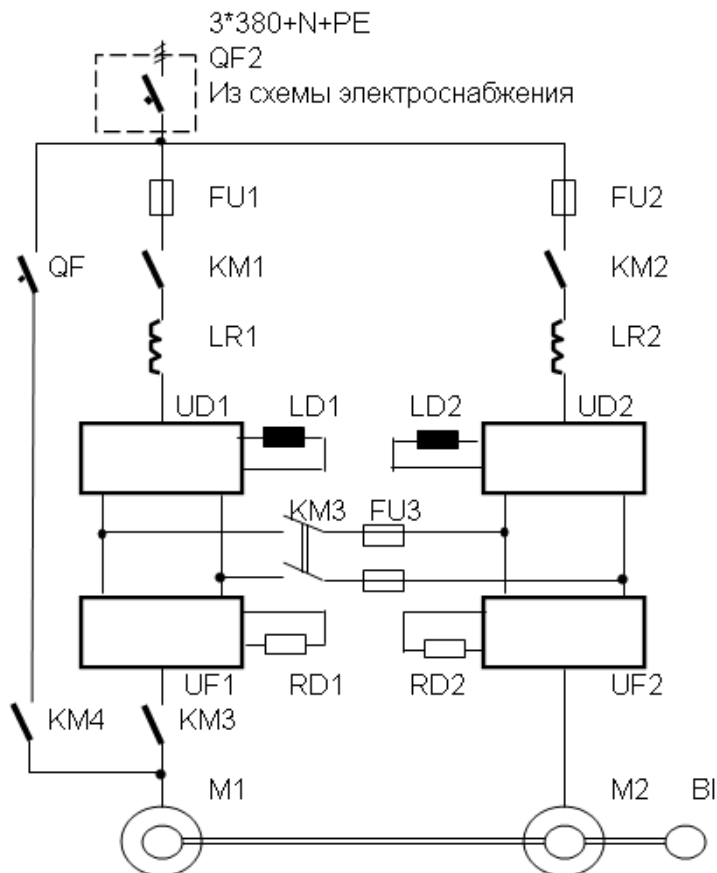 3*380+N+PE
QF2
Из схемы электроснабжения
FU1 FU2
QF KM1 KM2
LR1 LR2
UD1 LD1 LD2 UD2
KM3 FU3
UF1 RD1 RD2 UF2
KM4 KM3
M1 M2 BI